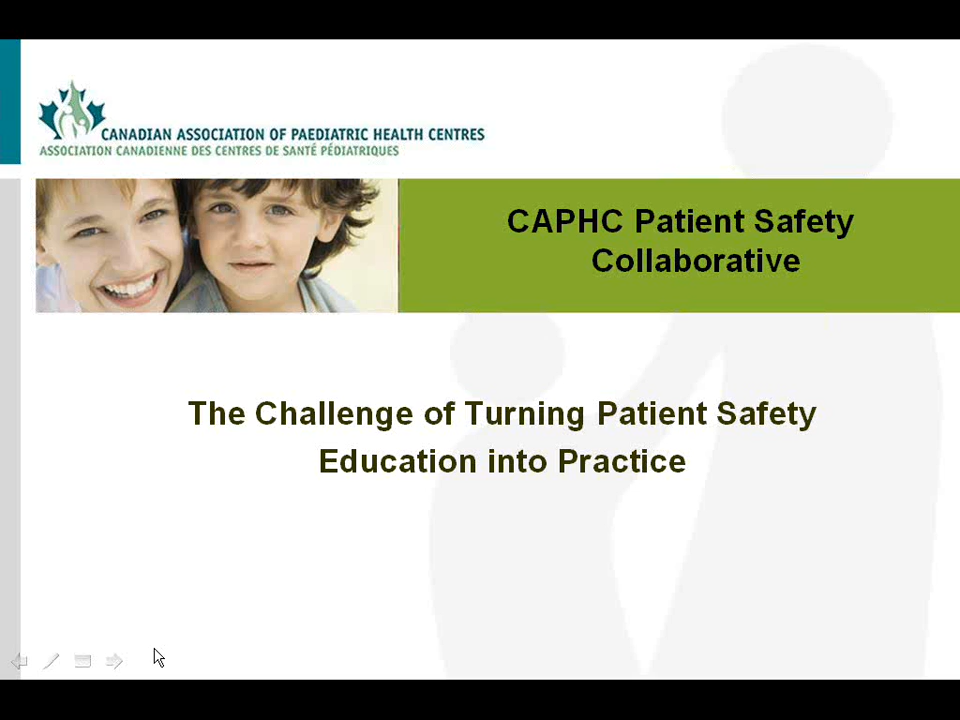 CANADIAN ASSOCIATION OF PAEDIATRIC HEALTH CENTRES
ASSOCIATION CANADIENNE DES CENTRES DE SANTÉ PÉDIATRIQUES
CAPHC Patient Safety
Collaborative
The Challenge of Turning Patient Safety
Education into Practice